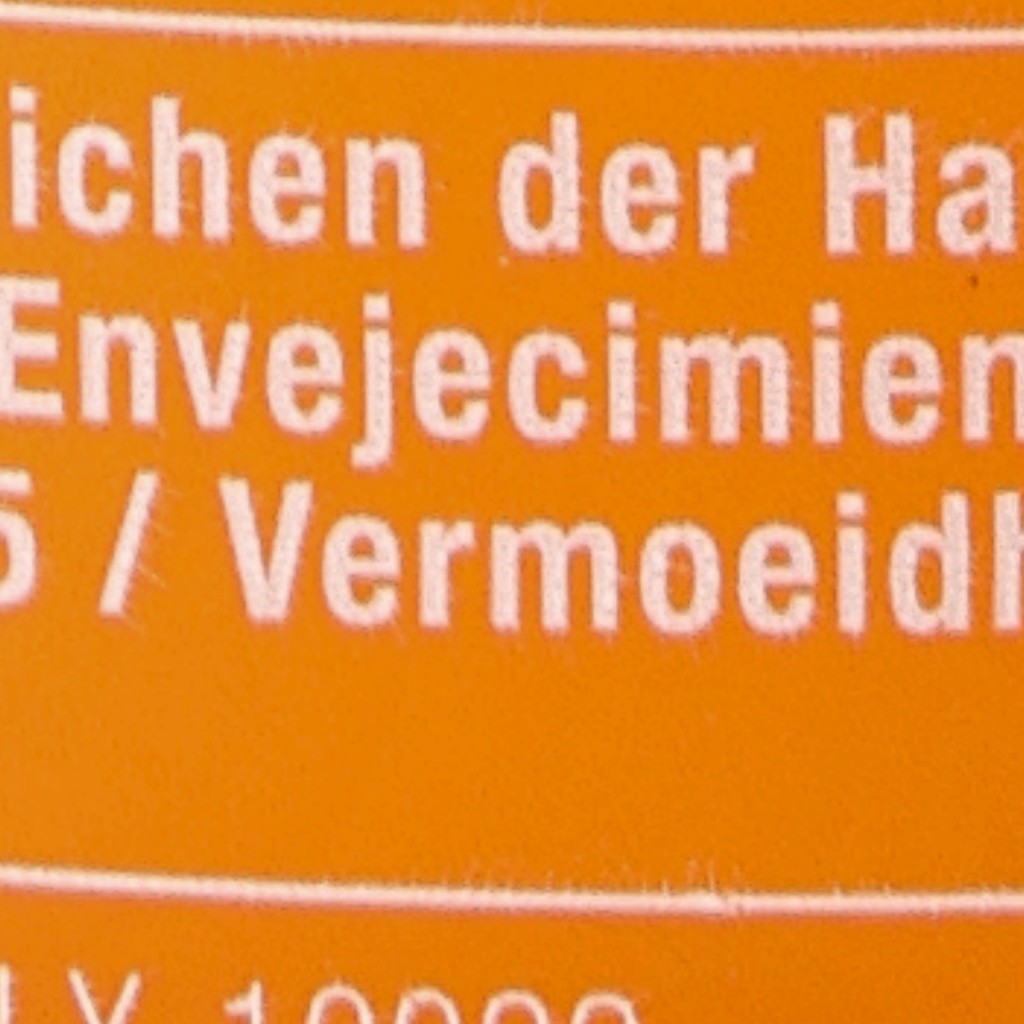 ichen der Ha
Envejecimien
5 / Vermoeidh